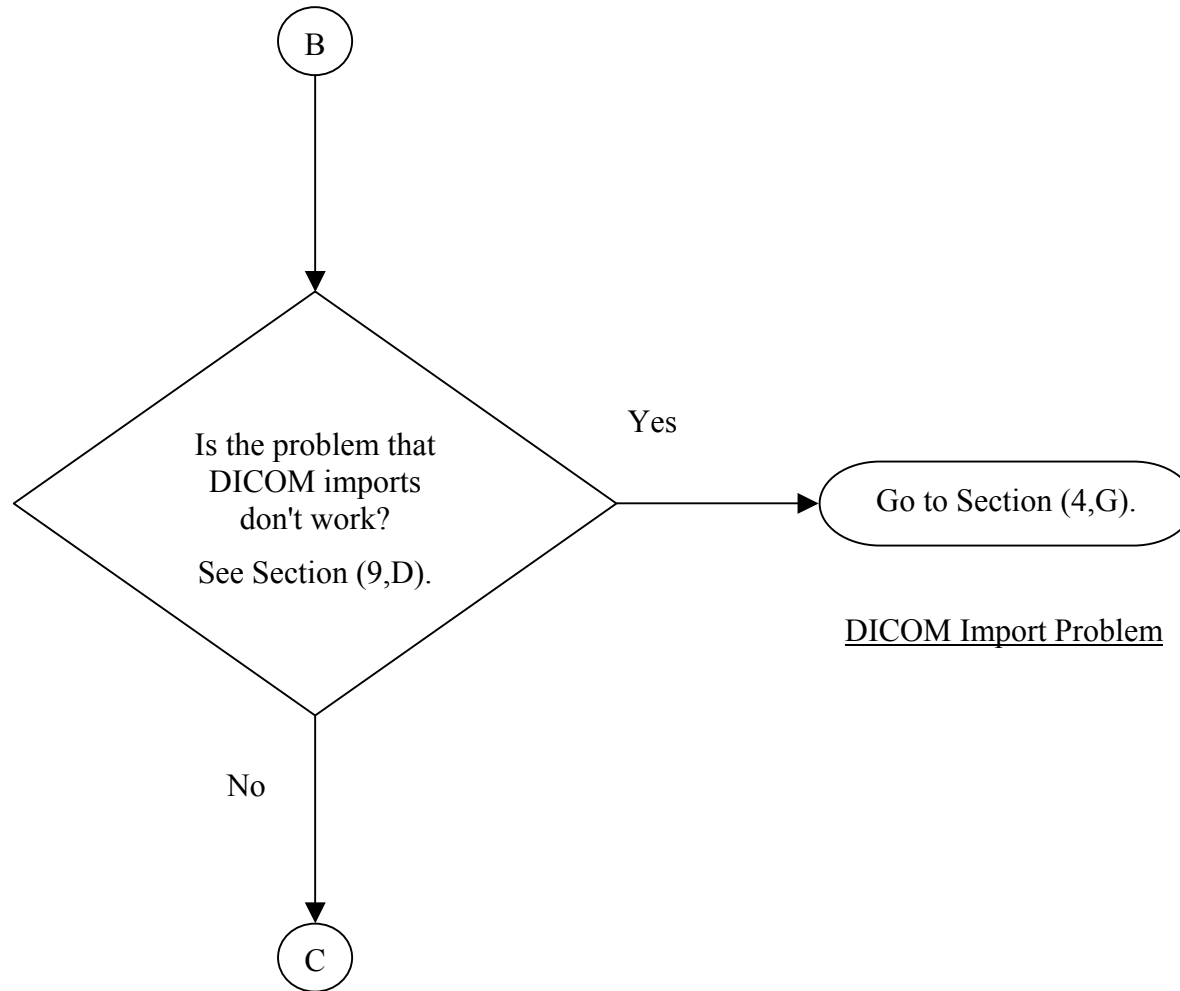 B
Is the problem that
DICOM imports
don't work?
See Section (9,D).
Yes
Go to Section (4,G).
DICOM Import Problem
No
C